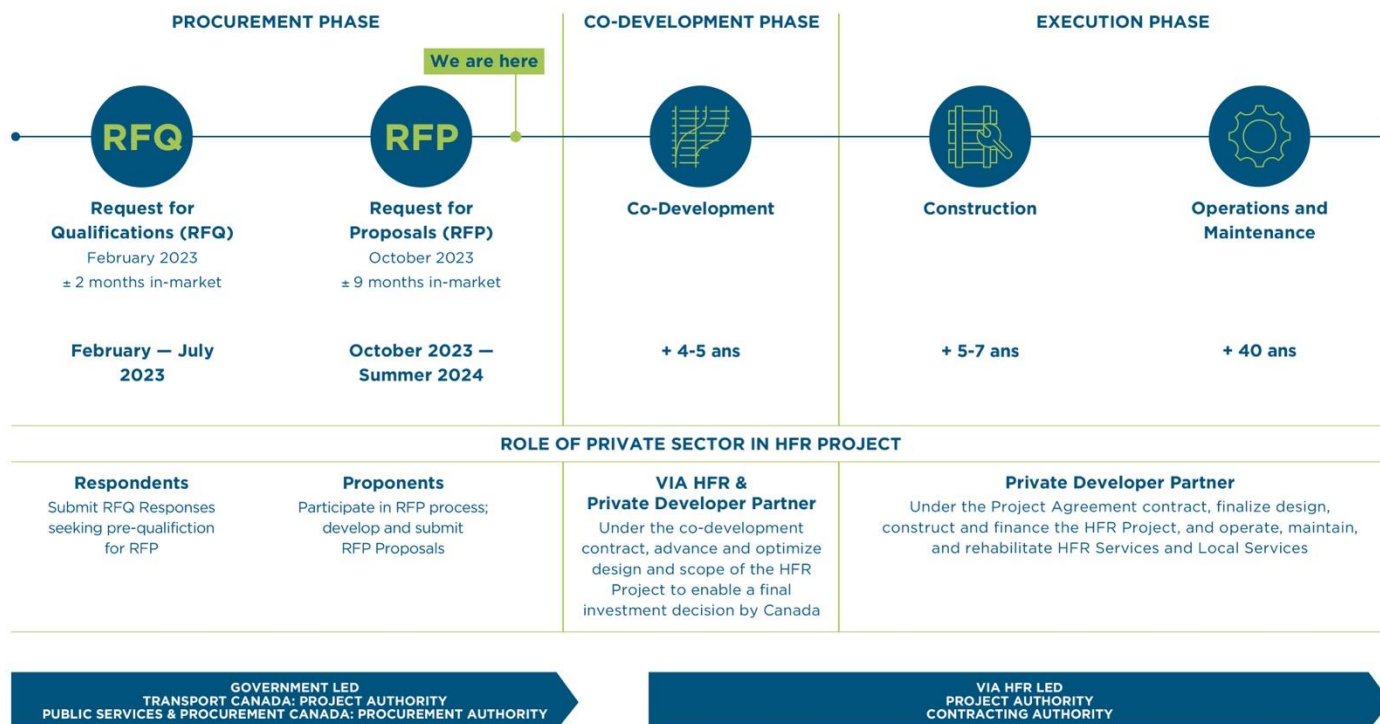 PROCUREMENT PHASE
CO-DEVELOPMENT PHASE
EXECUTION PHASE
We are here
RFQ
RFP
Request for
Qualifications (RFQ)
February 2023
± 2 months in-market
Request for
Proposals (RFP)
October 2023
± 9 months in-market
Co-Development
Construction
Operations and
Maintenance
February — July
2023
October 2023 —
Summer 2024
+ 4-5 ans
+ 5-7 ans
+ 40 ans
ROLE OF PRIVATE SECTOR IN HFR PROJECT
Respondents
Submit RFQ Responses
seeking pre-qualifiction
for RFP
Proponents
Participate in RFP process;
develop and submit
RFP Proposals
VIA HFR &
Private Developer Partner
Under the co-development
contract, advance and optimize
design and scope of the HFR
Project to enable a final
investment decision by Canada
Private Developer Partner
Under the Project Agreement contract, finalize design,
construct and finance the HFR Project, and operate, maintain,
and rehabilitate HFR Services and Local Services
GOVERNMENT LED
TRANSPORT CANADA: PROJECT AUTHORITY
PUBLIC SERVICES & PROCUREMENT CANADA: PROCUREMENT AUTHORITY
VIA HFR LED
PROJECT AUTHORITY
CONTRACTING AUTHORITY